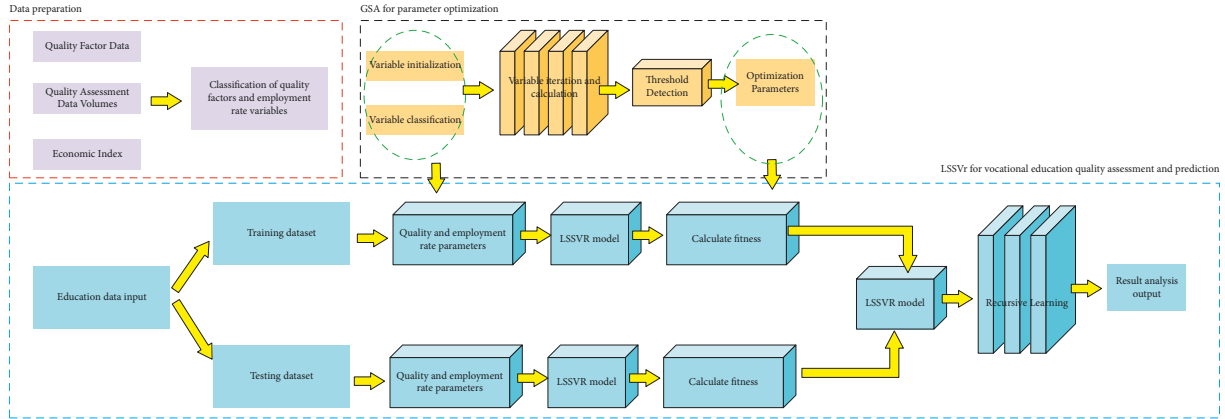 Data preparation
Quality Factor Data
Quality Assessment
Data Volumes
Economic Index
Classification of quality
factors and employment
rate variables
GSA for parameter optimization
Variable initialization
Variable classification
Variable iteration and
calculation
Threshold
Detection
Optimization
Parameters
LSSVr for vocational education quality assessment and prediction
Education data input
Training dataset
Quality and employment
rate parameters
LSSVR model
Calculate fitness
Testing dataset
Quality and employment
rate parameters
LSSVR model
Calculate fitness
LSSVR model
Recursive Learning
Result analysis
output